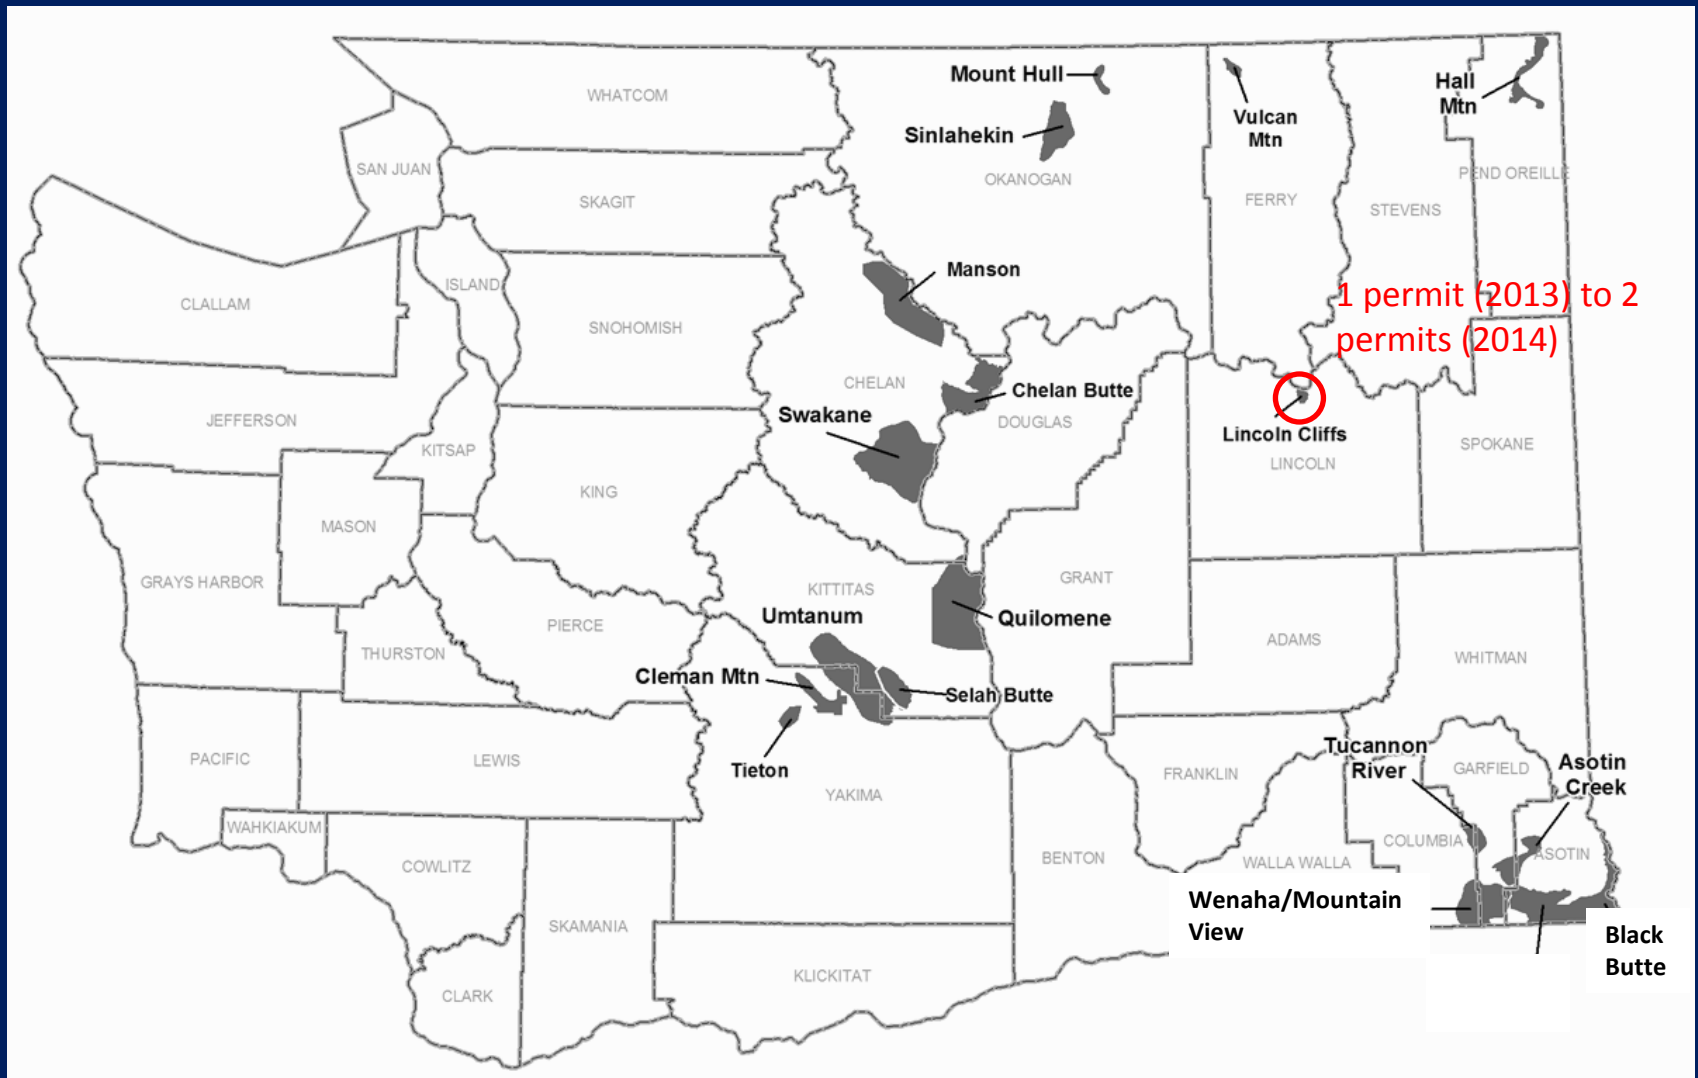 Mount Hull
Hall
Mtn
WHATCOM
Vulcan
Mtn
Sinlahekin
SAN JUAN
OKANOGAN
PEND OREILLE
SKAGIT
FERRY
STEVENS
Manson
ISLAND
CLALLAM
1 permit (2013) to 2
permits (2014)
SNOHOMISH
CHELAN
Chelan Butte
Swakane
DOUGLAS
JEFFERSON
Lincoln Cliffs
KITSAP
SPOKANE
LINCOLN
KING
MASON
GRANT
GRAYS HARBOR
KITTITAS
Umtanum
Quilomene
PIERCE
ADAMS
THURSTON
WHITMAN
Cleman Mtn
Selah Butte
Tucannon
River
PACIFIC
LEWIS
Tieton
GARFIELD
Asotin
Creek
FRANKLIN
YAKIMA
WAHKIAKUM
COLUMBIA
ASOTIN
BENTON
WALLA WALLA
COWLITZ
Wenaha/Mountain
View
SKAMANIA
Black
Butte
KLICKITAT
CLARK